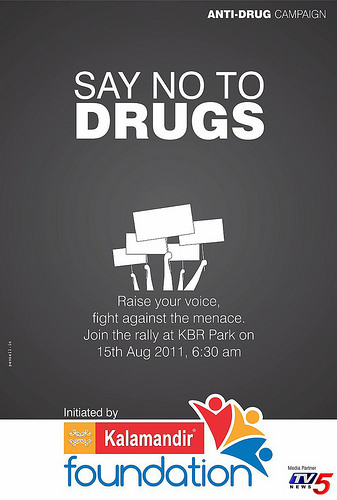 ANTI-DRUG CAMPAIGN
SAY NO TO
DRUGS
Raise your voice,
fight against the menace.
Join the rally at KBR Park on
15th Aug 2011, 6:30 am
Initiated by
Kalamandir
foundation
Media Partner
TV5
NEWS